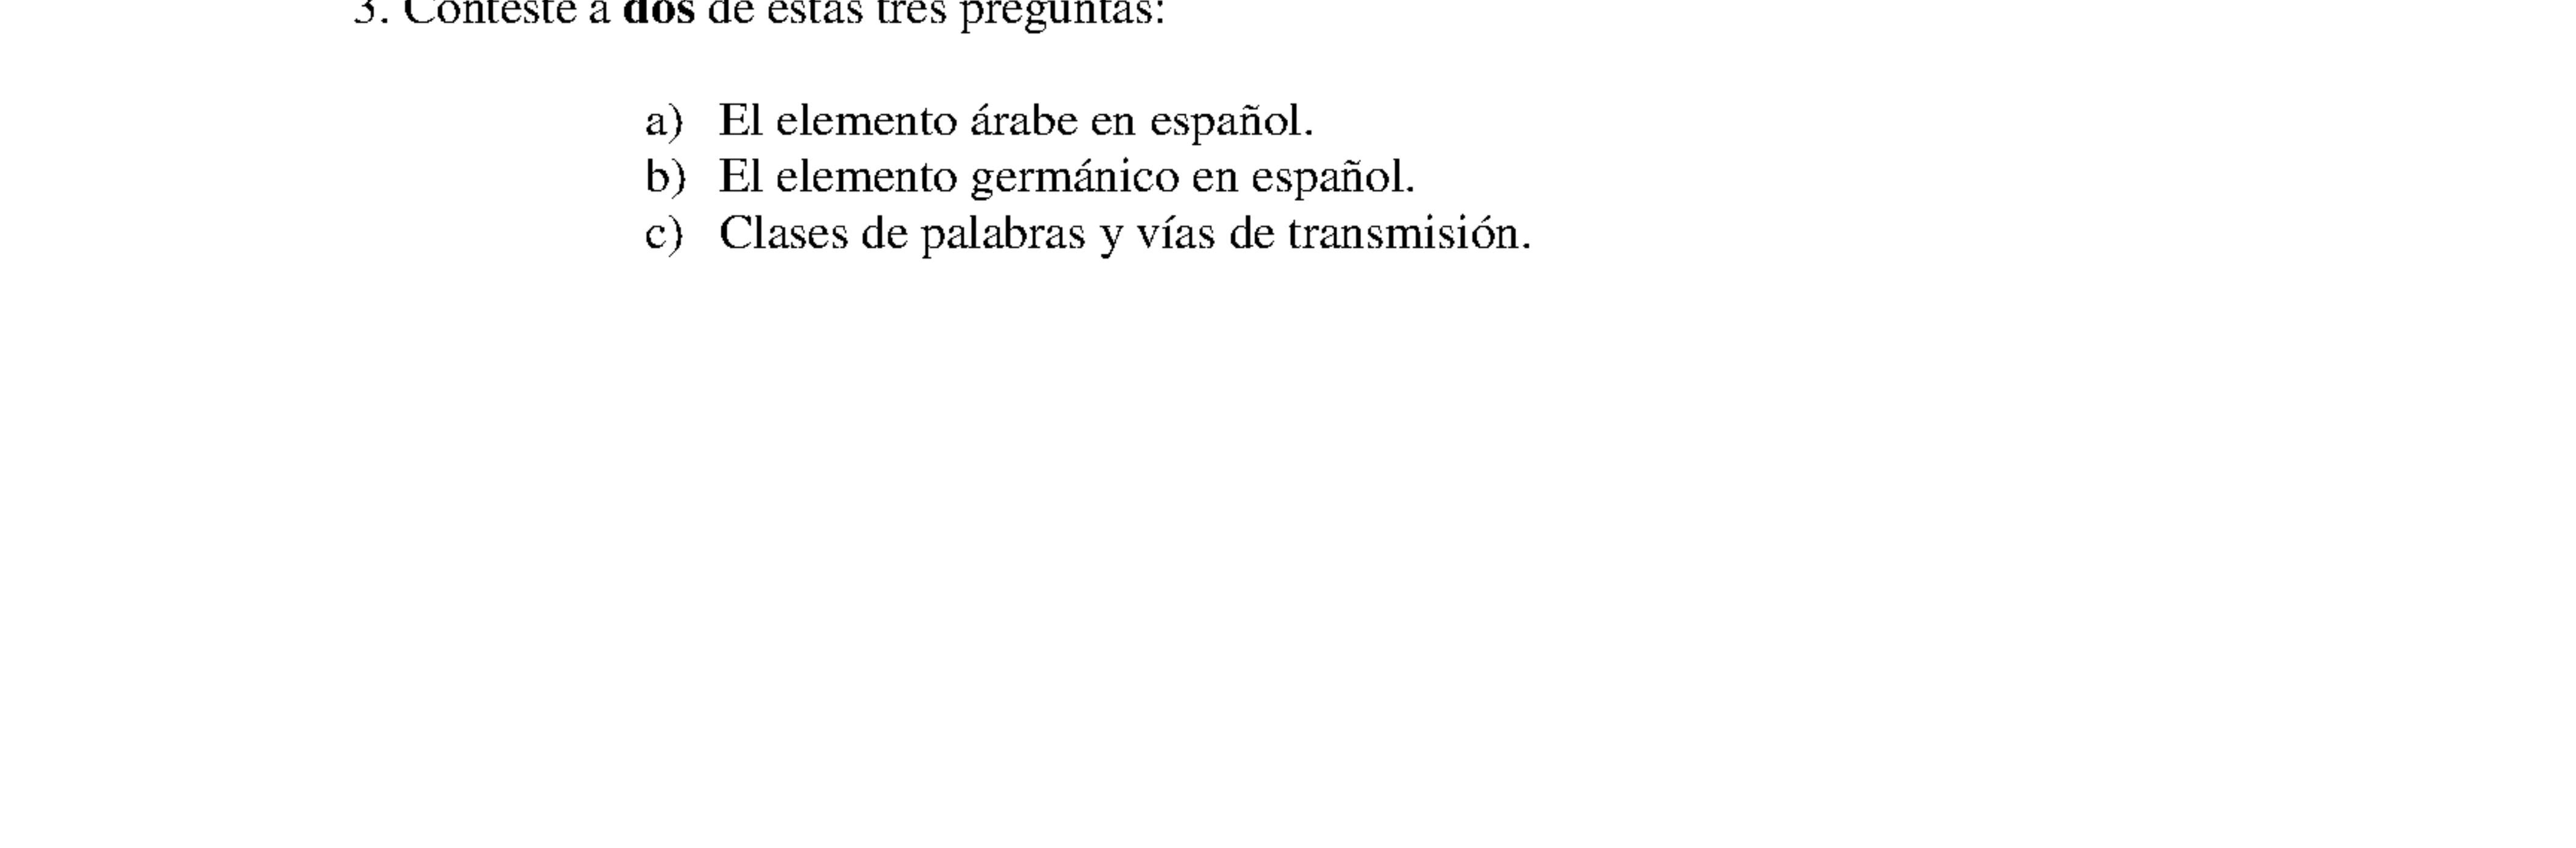 3. Conteste a dos de estas tres preguntas:
a) El elemento árabe en español.
b) El elemento germánico en español.
c) Clases de palabras y vías de transmisión.